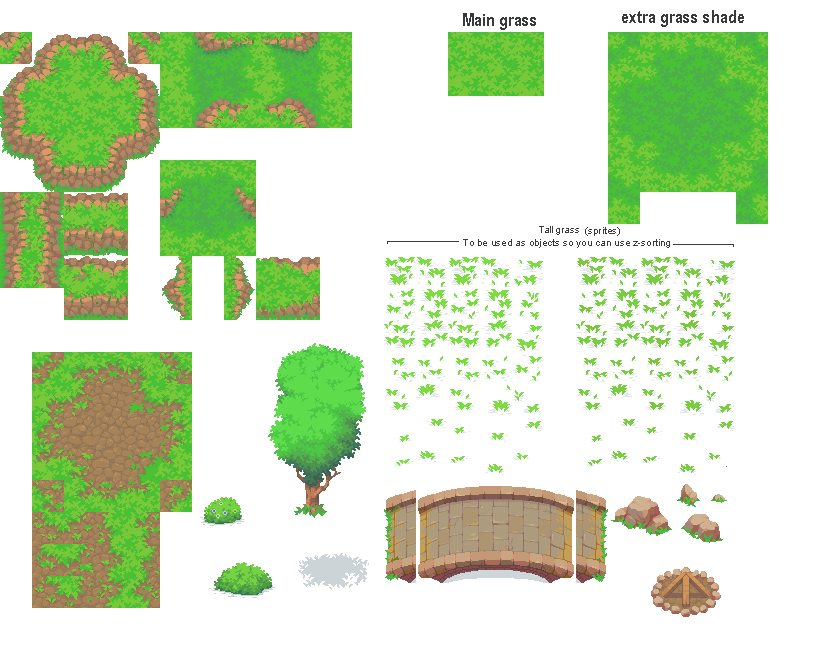 Main grass
extra grass shade
Tall grass (sprites)
To be used as objects so you can use z-sorting